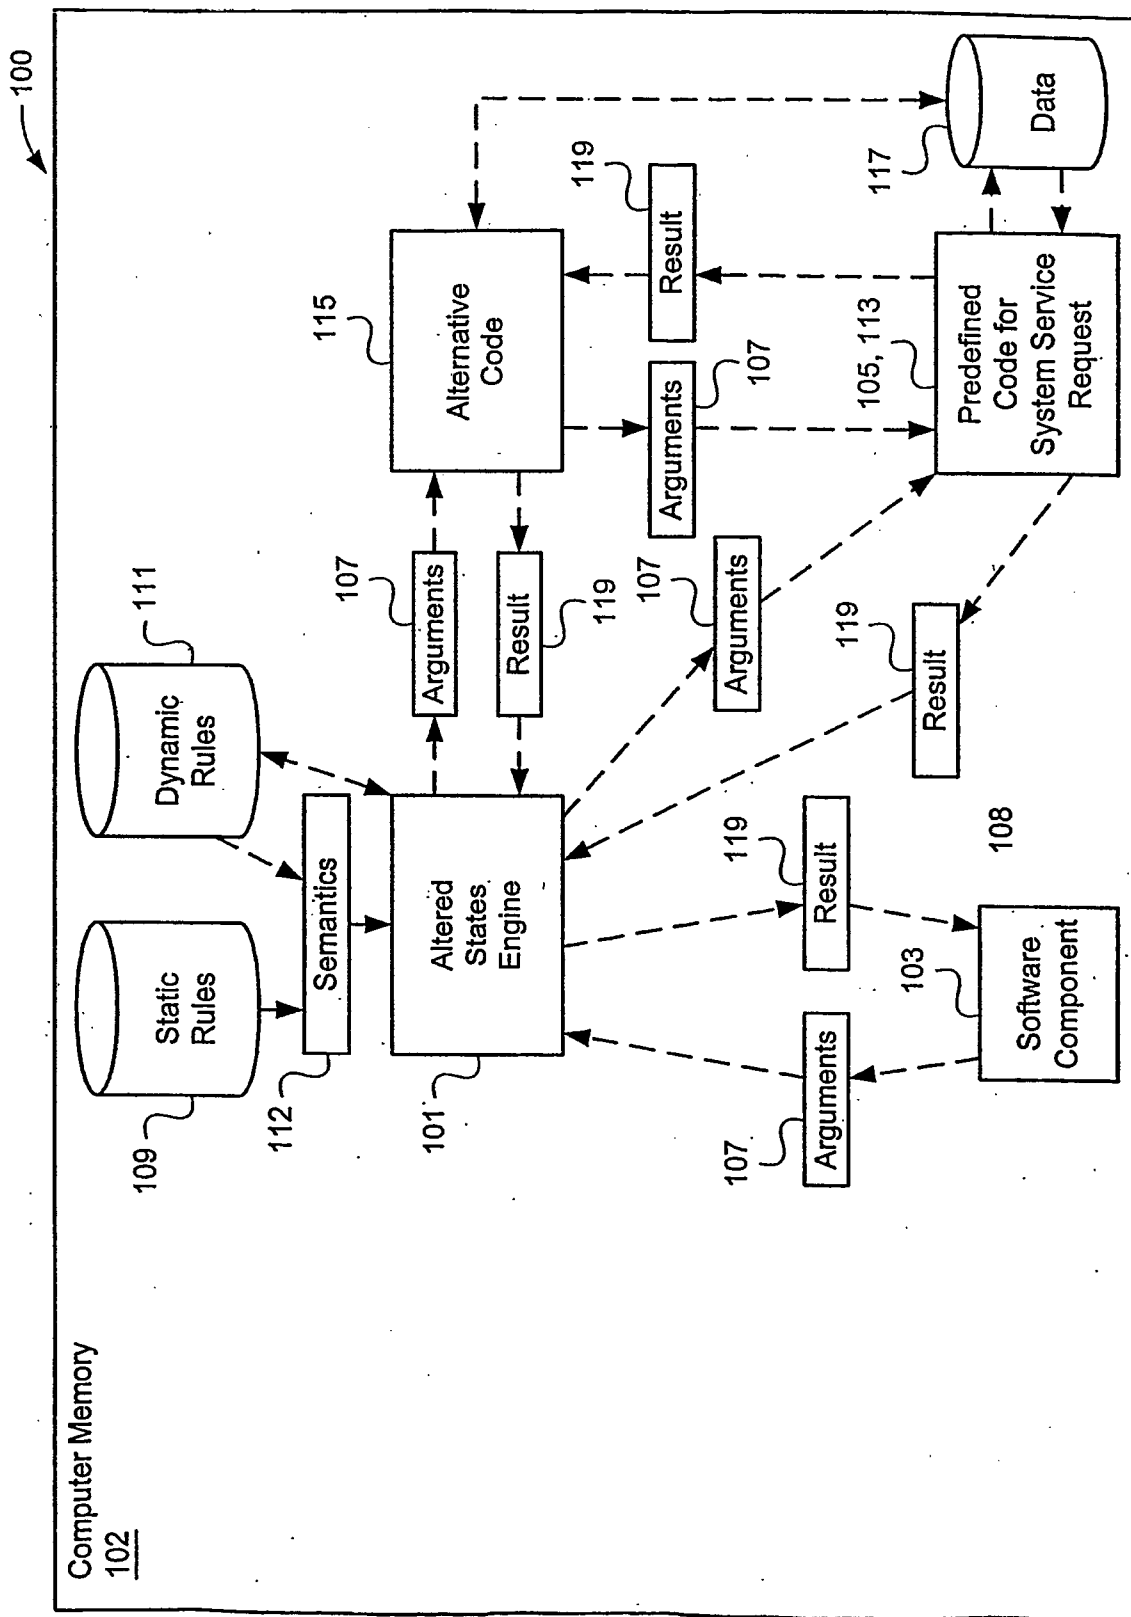 100
Computer Memory
102
109
Static
Rules
Dynamic
Rules
111
112
Semantics
101
Altered
States
Engine
107
Arguments
Result
119
115
Alternative
Code
119
Result
Arguments
107
107
Arguments
119
Result
107
Arguments
119
Result
108
103
Software
Component
105, 113
Predefined
Code for
System Service
Request
117
Data